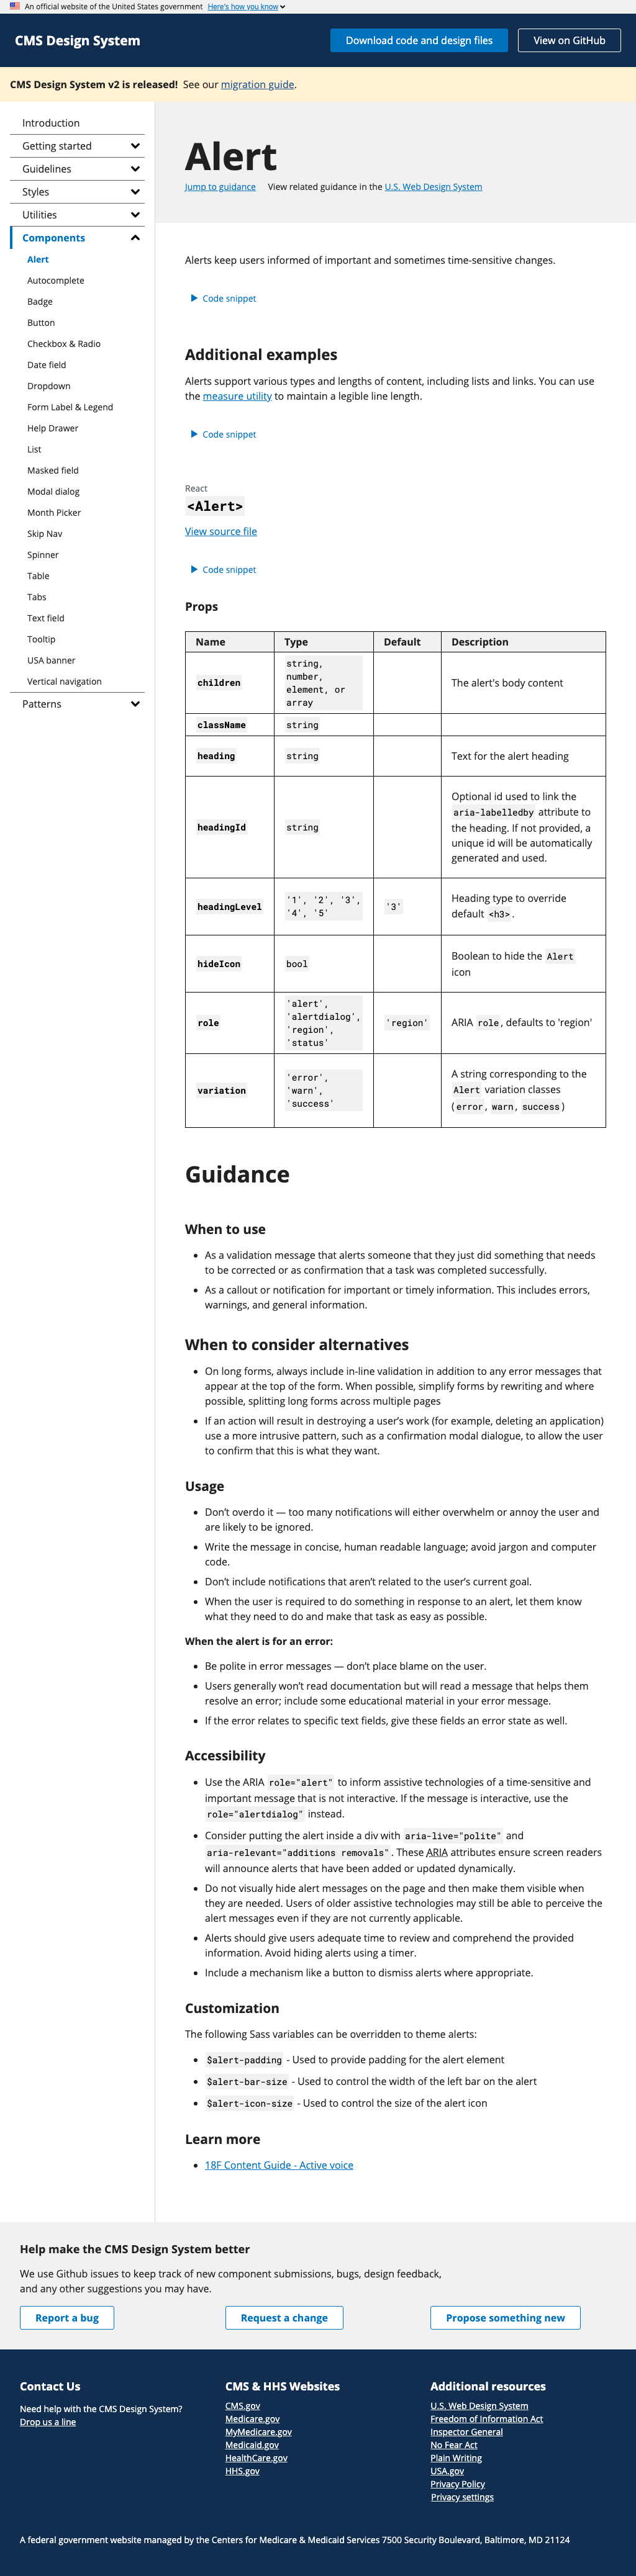 An official website of the United States government Here's how you know
CMS Design System
Download code and design files
View on GitHub
CMS Design System v2 is released! See our migration guide.
Introduction
Getting started
Guidelines
Styles
Utilities
Components
Alert
Autocomplete
Badge
Button
Checkbox & Radio
Date field
Dropdown
Form Label & Legend
Help Drawer
List
Masked field
Modal dialog
Month Picker
Skip Nav
Spinner
Table
Tabs
Text field
Tooltip
USA banner
Vertical navigation
Patterns
Alert
Jump to guidance View related guidance in the U.S. Web Design System
Alerts keep users informed of important and sometimes time-sensitive changes.
Code snippet
Additional examples
Alerts support various types and lengths of content, including lists and links. You can use
the measure utility to maintain a legible line length.
Code snippet
React
<Alert>
View source file
Code snippet
Props
Name Type Default Description
children string, number, element, or array The alert's body content
className string
heading string Text for the alert heading
headingId string Optional id used to link the
aria-labelledby attribute to
the heading. If not provided, a
unique id will be automatically
generated and used.
headingLevel '1', '2', '3', '4', '5' '3' Heading type to override
default <h3>.
hideIcon bool Boolean to hide the Alert
icon
role 'alert', 'alertdialog', 'region', 'status' 'region' ARIA role, defaults to 'region'
variation 'error', 'warn', 'success' A string corresponding to the
Alert variation classes
(error, warn, success)
Guidance
When to use
• As a validation message that alerts someone that they just did something that needs
to be corrected or as confirmation that a task was completed successfully.
• As a callout or notification for important or timely information. This includes errors,
warnings, and general information.
When to consider alternatives
• On long forms, always include in-line validation in addition to any error messages that
appear at the top of the form. When possible, simplify forms by rewriting and where
possible, splitting long forms across multiple pages
• If an action will result in destroying a user’s work (for example, deleting an application)
use a more intrusive pattern, such as a confirmation modal dialogue, to allow the user
to confirm that this is what they want.
Usage
• Don’t overdo it — too many notifications will either overwhelm or annoy the user and
are likely to be ignored.
• Write the message in concise, human readable language; avoid jargon and computer
code.
• Don’t include notifications that aren’t related to the user’s current goal.
• When the user is required to do something in response to an alert, let them know
what they need to do and make that task as easy as possible.
When the alert is for an error:
• Be polite in error messages — don’t place blame on the user.
• Users generally won’t read documentation but will read a message that helps them
resolve an error; include some educational material in your error message.
• If the error relates to specific text fields, give these fields an error state as well.
Accessibility
• Use the ARIA role="alert" to inform assistive technologies of a time-sensitive and
important message that is not interactive. If the message is interactive, use the
role="alertdialog" instead.
• Consider putting the alert inside a div with aria-live="polite" and
aria-relevant="additions removals". These ARIA attributes ensure screen readers
will announce alerts that have been added or updated dynamically.
• Do not visually hide alert messages on the page and then make them visible when
they are needed. Users of older assistive technologies may still be able to perceive the
alert messages even if they are not currently applicable.
• Alerts should give users adequate time to review and comprehend the provided
information. Avoid hiding alerts using a timer.
• Include a mechanism like a button to dismiss alerts where appropriate.
Customization
The following Sass variables can be overridden to theme alerts:
• $alert-padding - Used to provide padding for the alert element
• $alert-bar-size - Used to control the width of the left bar on the alert
• $alert-icon-size - Used to control the size of the alert icon
Learn more
• 18F Content Guide - Active voice
Help make the CMS Design System better
We use Github issues to keep track of new component submissions, bugs, design feedback,
and any other suggestions you may have.
Report a bug
Request a change
Propose something new
Contact Us
Need help with the CMS Design System?
Drop us a line
CMS & HHS Websites
CMS.gov
Medicare.gov
MyMedicare.gov
Medicaid.gov
HealthCare.gov
HHS.gov
Additional resources
U.S. Web Design System
Freedom of Information Act
Inspector General
No Fear Act
Plain Writing
USA.gov
Privacy Policy
Privacy settings
A federal government website managed by the Centers for Medicare & Medicaid Services 7500 Security Boulevard, Baltimore, MD 21124